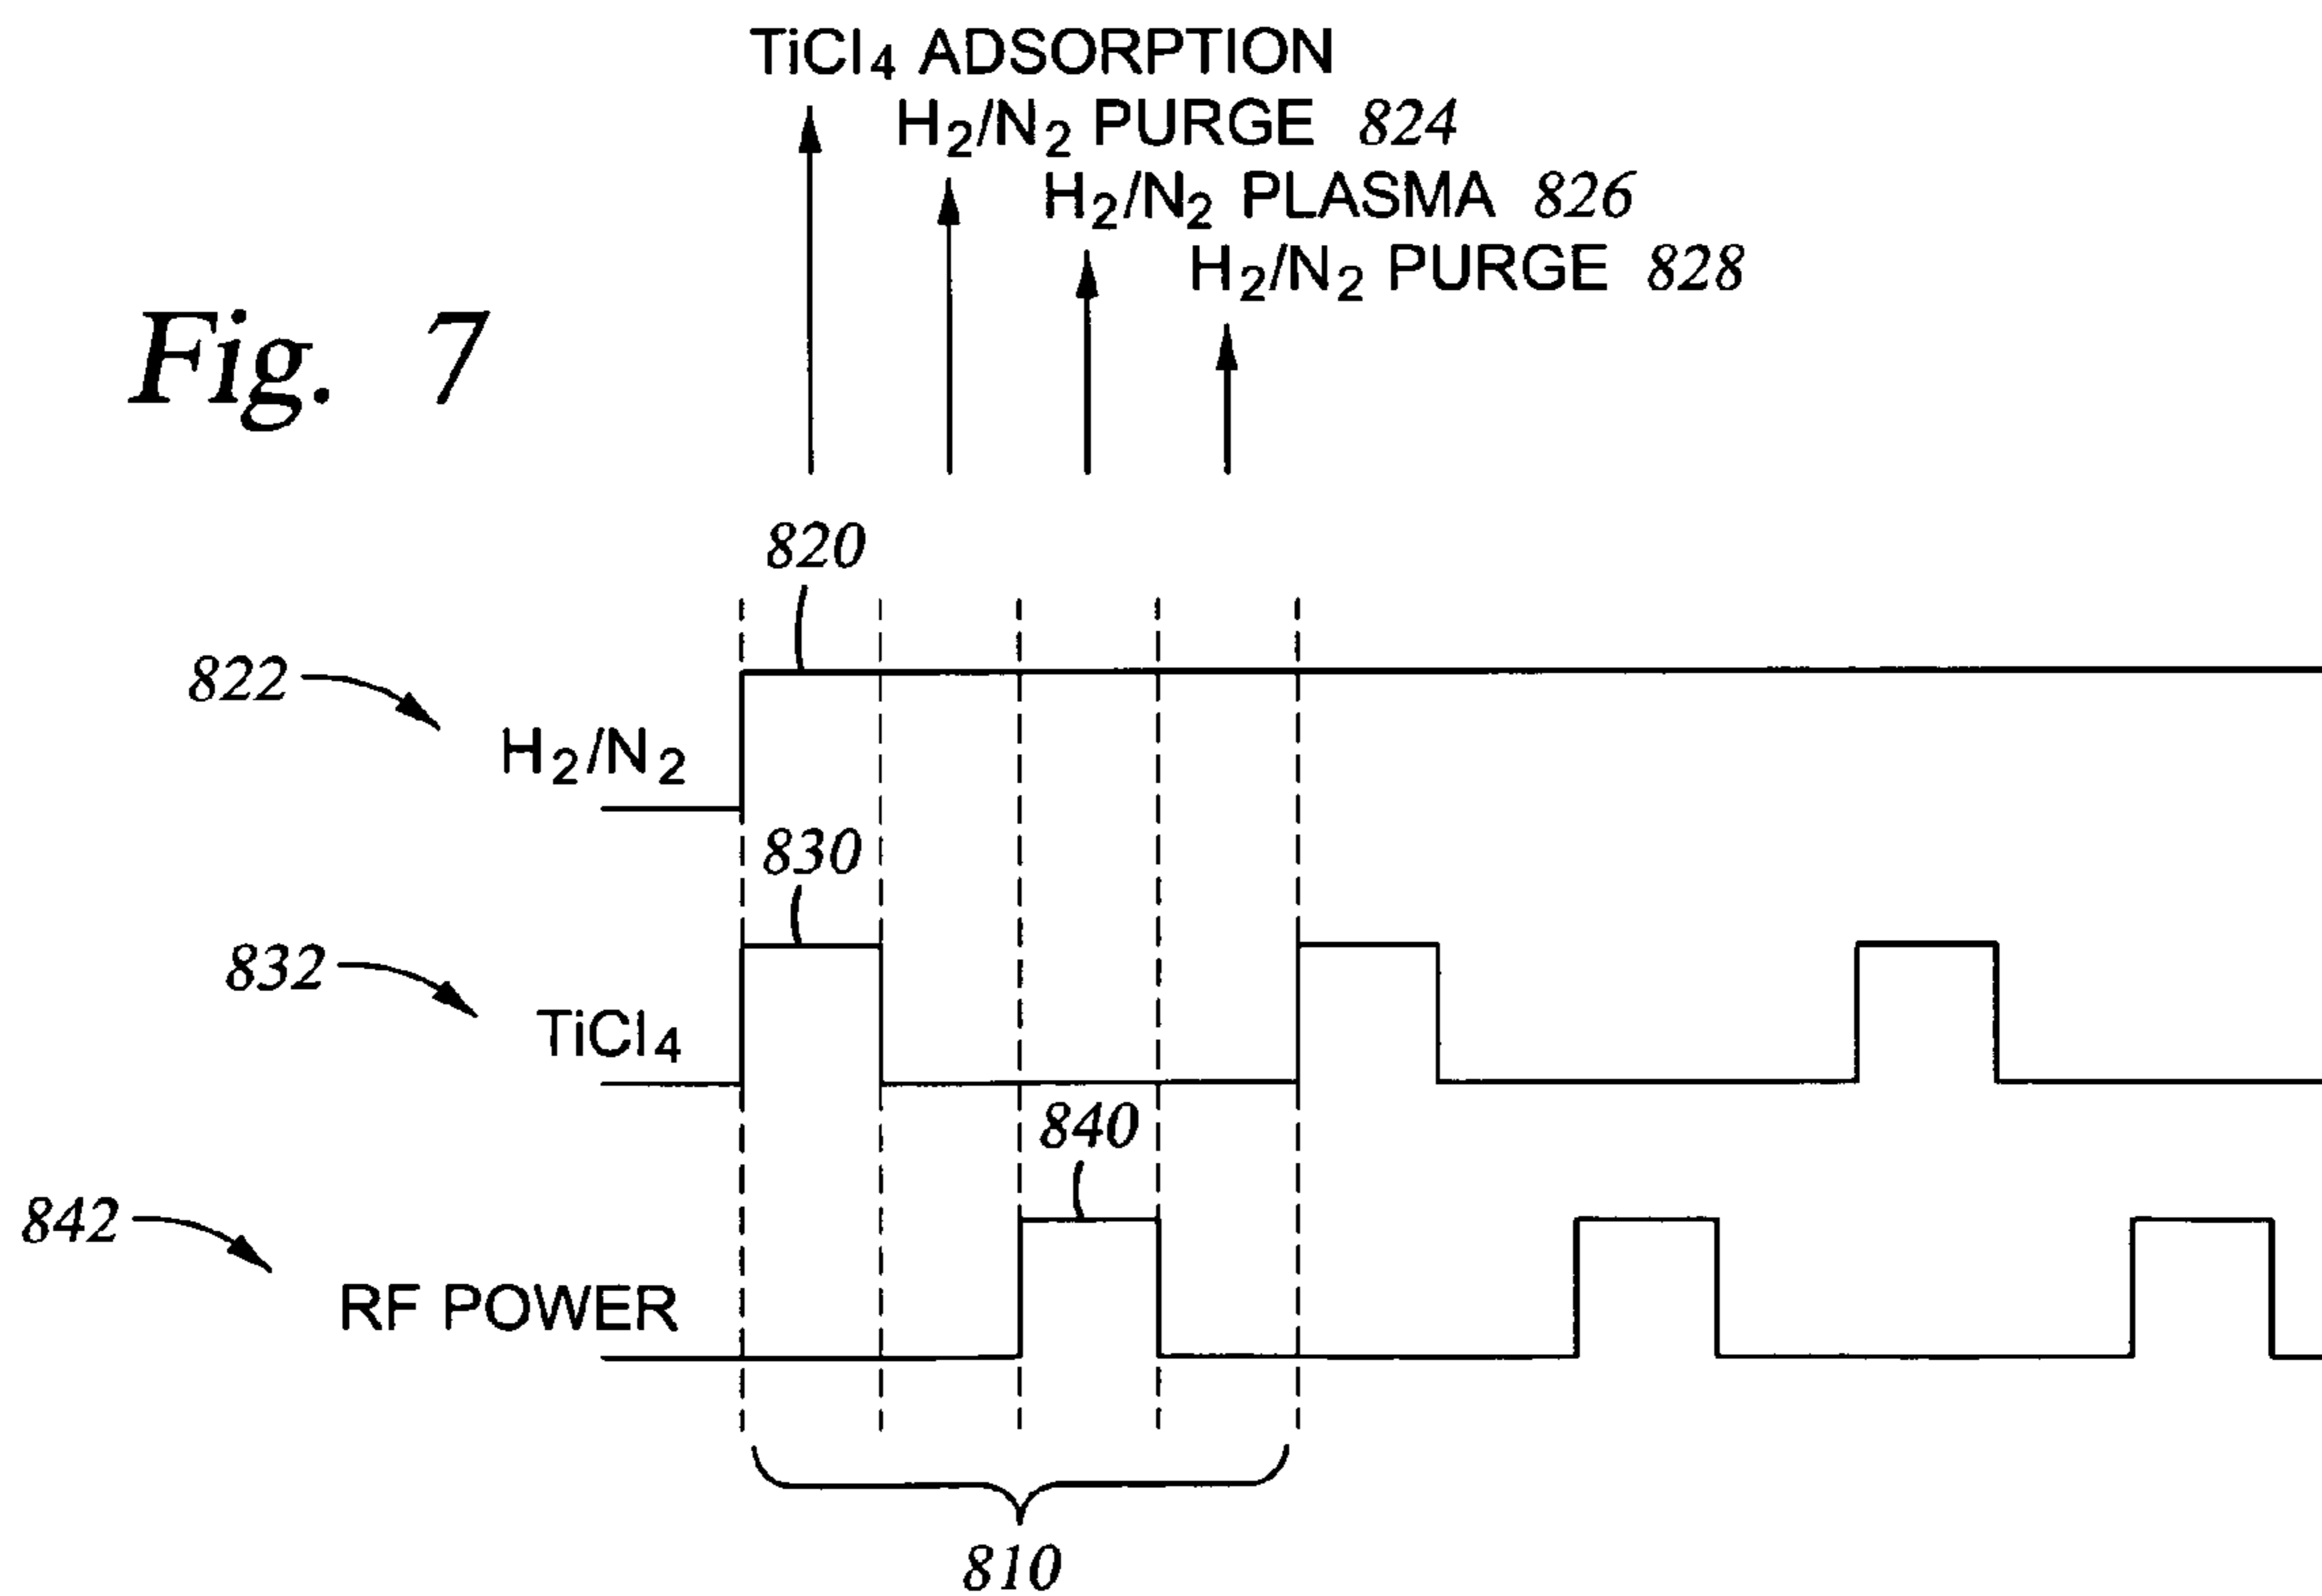 TiCl4 ADSORPTION
H2/N2 PURGE 824
H2/N2 PLASMA 826
H2/N2 PURGE 828
Fig. 7
820
822
H2/N2
830
832
TiCl4
840
842
RF POWER
810